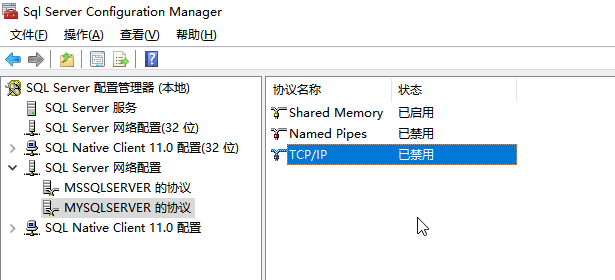 Sql Server Configuration Manager
文件(F) 操作(A) 查看(V) 帮助(H)
SQL Server 配置管理器 (本地)
SQL Server 服务
SQL Server 网络配置(32 位)
SQL Native Client 11.0 配置(32 位)
SQL Server 网络配置
MSSQLSERVER 的协议
MYSQLSERVER 的协议
SQL Native Client 11.0 配置
协议名称 状态
Shared Memory 已启用
Named Pipes 已禁用
TCP/IP 已禁用